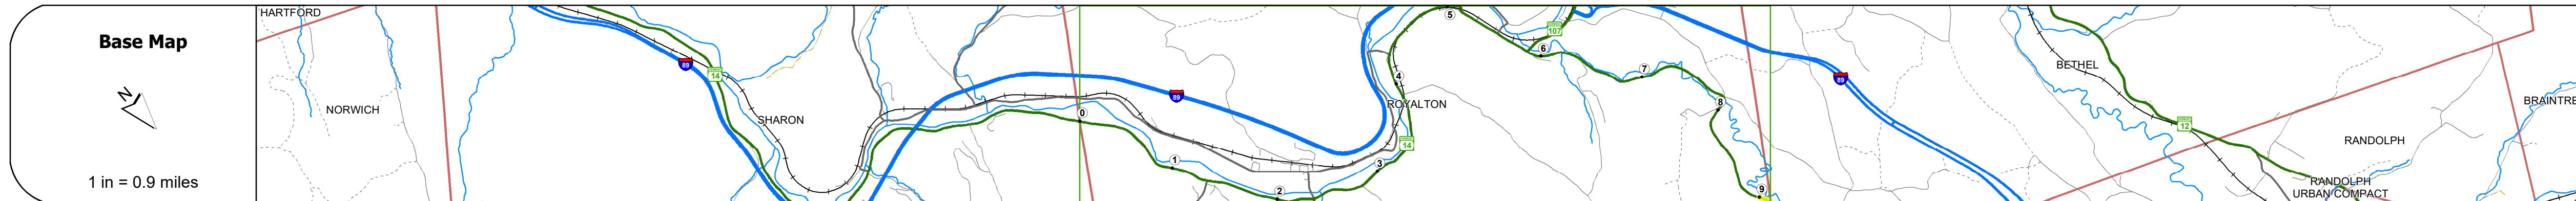 Base Map
N
1 in = 0.9 miles
HARTFORD
NORWICH
89
14
SHARON
0
1
2
3
4
5
6
7
8
9
89
ROYALTON
14
107
89
BETHEL
12
BRAINTRE
RANDOLPH
RANDOLPH
URBAN COMPACT